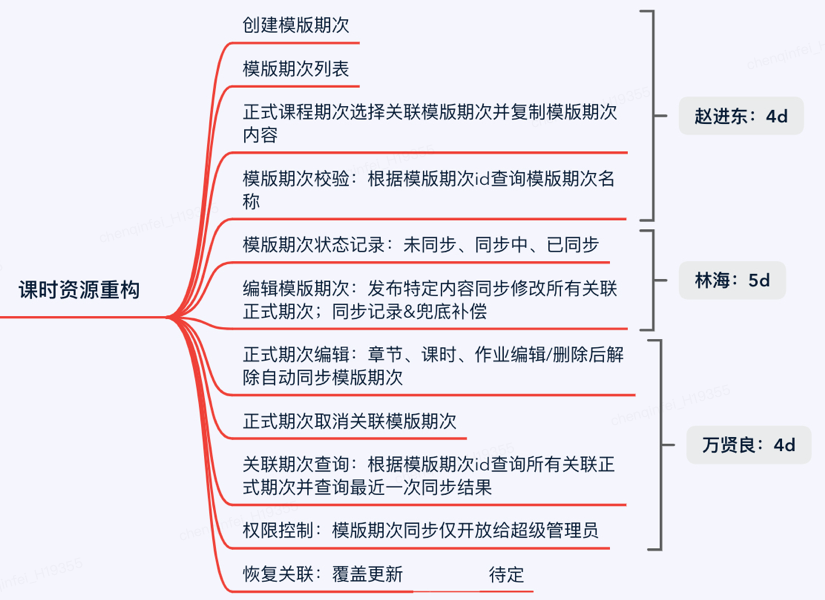 创建模版期次
模版期次列表
正式课程期次选择关联模版期次并复制模版期次
内容
赵进东：4d
模版期次校验：根据模版期次id查询模版期次名
称
模版期次状态记录：未同步、同步中、已同步
课时资源重构
编辑模版期次：发布特定内容同步修改所有关联
正式期次；同步记录&兜底补偿
林海：5d
正式期次编辑：章节、课时、作业编辑/删除后解
除自动同步模版期次
正式期次取消关联模版期次
万贤良：4d
关联期次查询：根据模版期次id查询所有关联正
式期次并查询最近一次同步结果
权限控制：模版期次同步仅开放给超级管理员
恢复关联：覆盖更新
待定